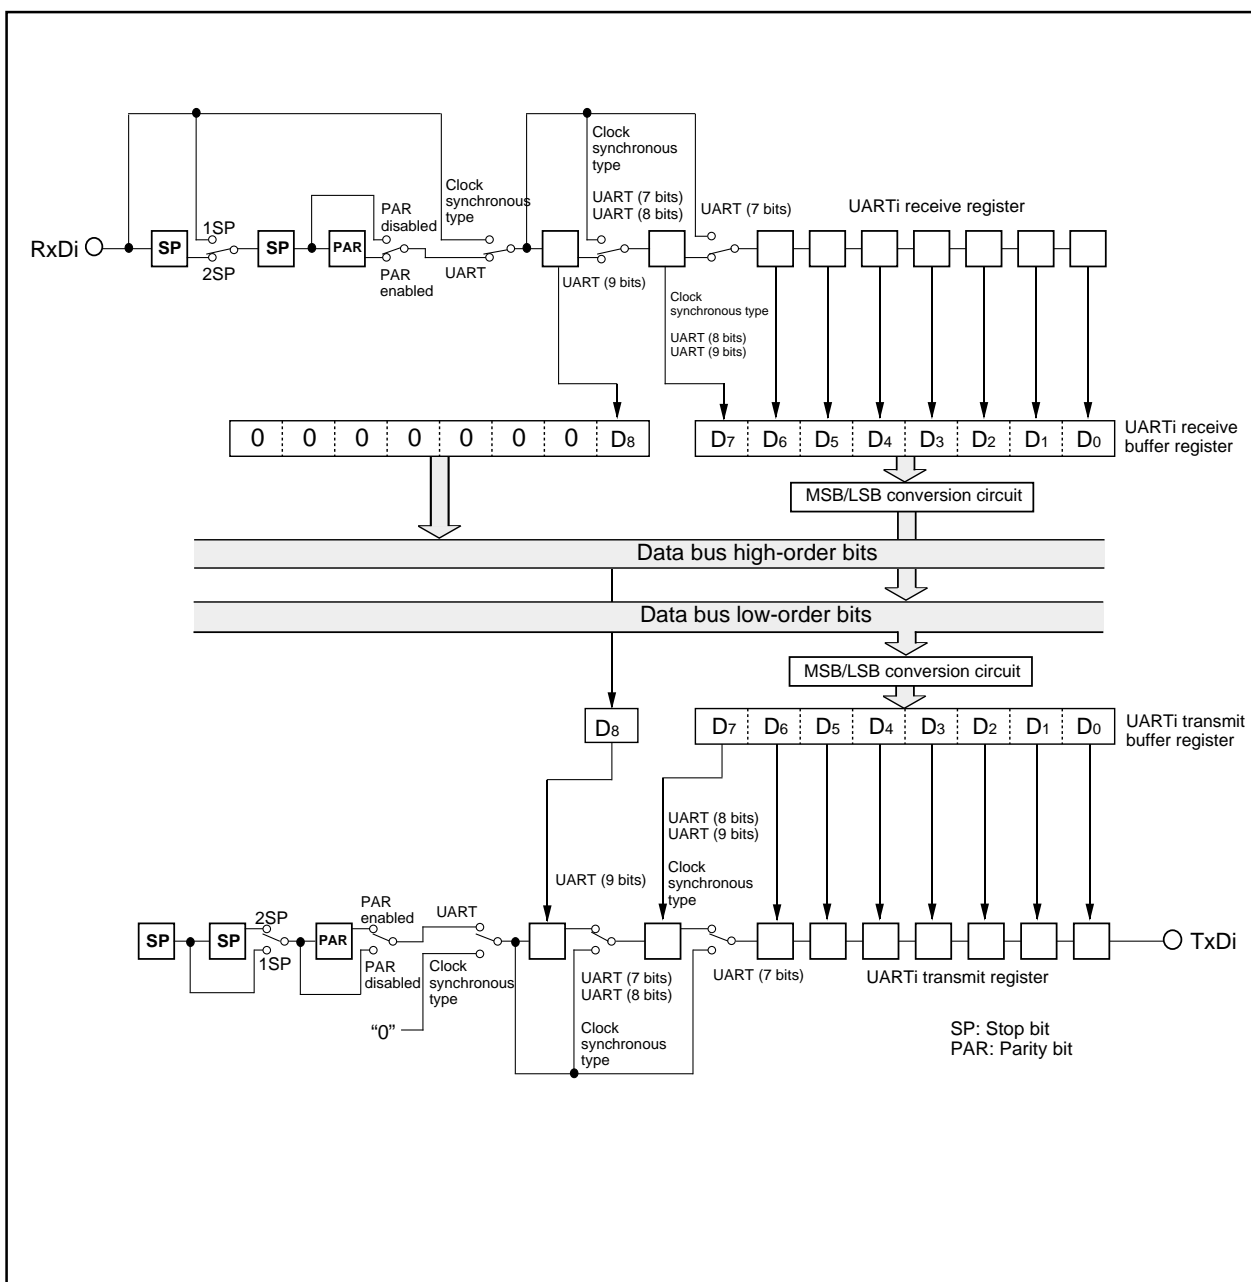 Clock
synchronous
type
UART (7 bits)
UART (8 bits)
Clock
synchronous
type
PAR
disabled
UART (7 bits)
UARTi receive register
1SP
RxDi
SP
SP
PAR
2SP
PAR
enabled
UART
UART (9 bits)
Clock
synchronous type
UART (8 bits)
UART (9 bits)
0 0 0 0 0 0 0 D8
D7 D6 D5 D4 D3 D2 D1 D0
UARTi receive
buffer register
MSB/LSB conversion circuit
Data bus high-order bits
Data bus low-order bits
MSB/LSB conversion circuit
D8
D7 D6 D5 D4 D3 D2 D1 D0
UARTi transmit
buffer register
UART (8 bits)
UART (9 bits)
Clock
synchronous
type
UART (9 bits)
PAR
enabled
UART
2SP
SP
SP
PAR
TxDi
1SP
PAR
disabled
Clock
synchronous
type
UART (7 bits)
UART (8 bits)
UART (7 bits)
UARTi transmit register
“0”
Clock
synchronous
type
SP: Stop bit
PAR: Parity bit